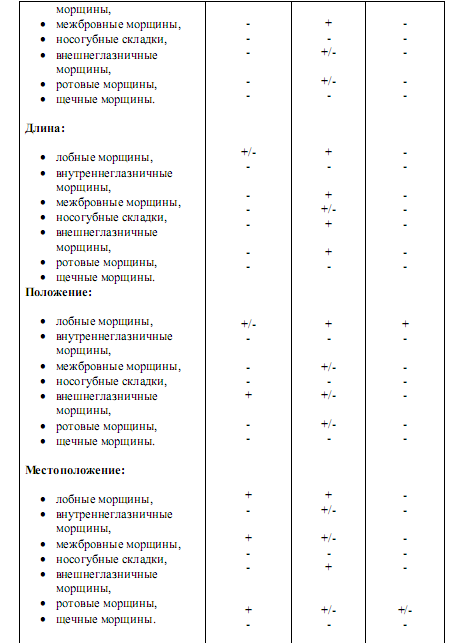 морщины,
• межбровные морщины, - + -
• носогубные складки, - - -
• внешнеглазничные - +/- -
морщины,
• ротовые морщины, - +/- -
• щечные морщины. - - -
Длина:
• лобные морщины, +/- + -
• внутреннеглазничные - - -
морщины,
• межбровные морщины, - + -
• носогубные складки, - +/- -
• внешнеглазничные - + -
морщины,
• ротовые морщины, - + -
• щечные морщины. - - -
Положение:
• лобные морщины, +/- + +
• внутреннеглазничные - - -
морщины,
• межбровные морщины, - +/- -
• носогубные складки, - - -
• внешнеглазничные + +/- -
морщины,
• ротовые морщины, - +/- -
• щечные морщины. - - -
Местоположение:
• лобные морщины, + + -
• внутреннеглазничные - +/- -
морщины,
• межбровные морщины, + +/- -
• носогубные складки, - - -
• внешнеглазничные - + -
морщины,
• ротовые морщины, + +/- +/-
• щечные морщины. - - -